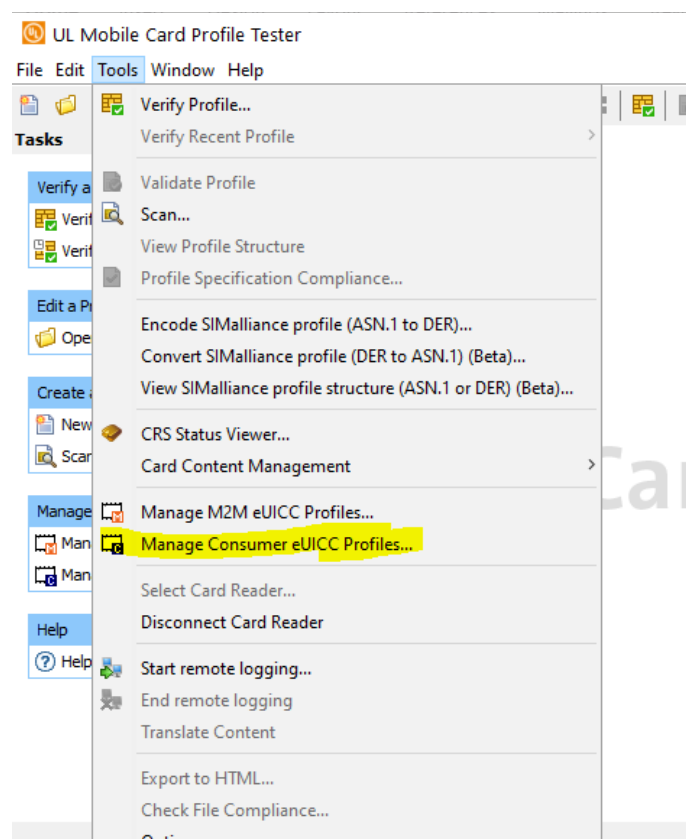 UL Mobile Card Profile Tester
File Edit Tools Window Help
Tasks
Verify a
Verif
Verif
Edit a Pr
Ope
Create
New
Scar
Manage
Man
Man
Help
Help
Verify Profile...
Verify Recent Profile
Validate Profile
Scan...
View Profile Structure
Profile Specification Compliance...
Encode SIMalliance profile (ASN.1 to DER)...
Convert SIMalliance profile (DER to ASN.1) (Beta)...
View SIMalliance profile structure (ASN.1 or DER) (Beta)...
CRS Status Viewer...
Card Content Management
Manage M2M eUICC Profiles...
Manage Consumer eUICC Profiles...
Select Card Reader...
Disconnect Card Reader
Start remote logging...
End remote logging
Translate Content
Export to HTML...
Check File Compliance...
Car